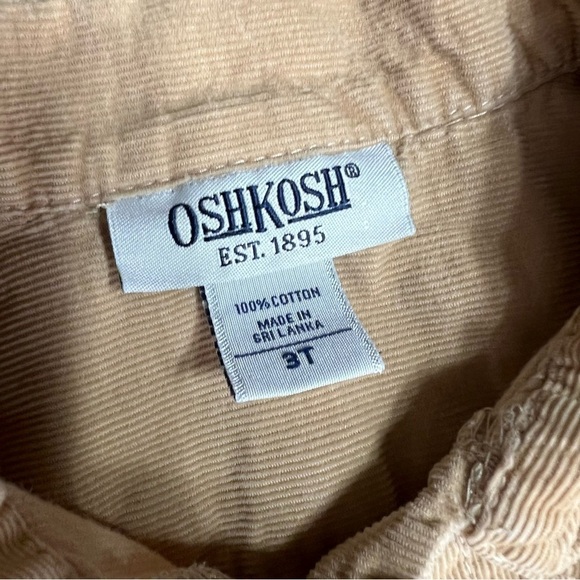 OSHKOSH®
EST. 1895
100% COTTON
MADE IN
SRI LANKA
3T